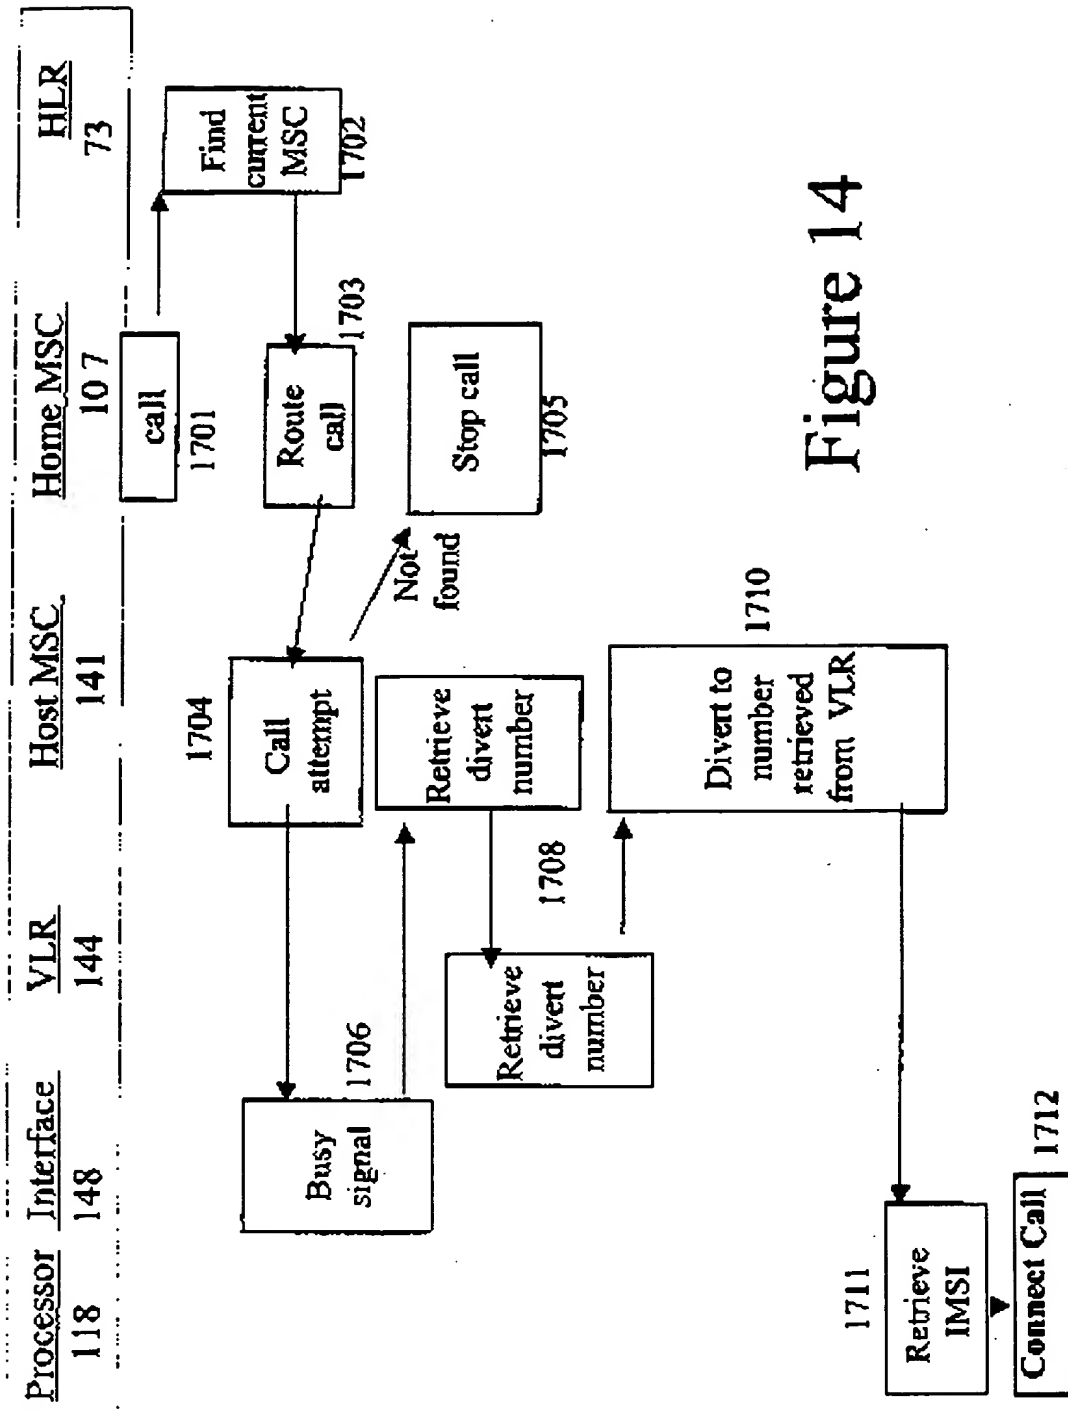 Processor
118
Interface
148
VLR
144
Host MSC
141
Home MSC
10 7
HLR
73
call
1701
Find
current
MSC
1702
Route
call
1703
1704
Call
attempt
Not
found
Stop call
1705
Busy
signal
1706
Retrieve
divert
number
Retrieve
divert
number
1708
1710
Divert to
number
retrieved
from VLR
1711
Retrieve
IMSI
Connect Call
1712
Figure 14